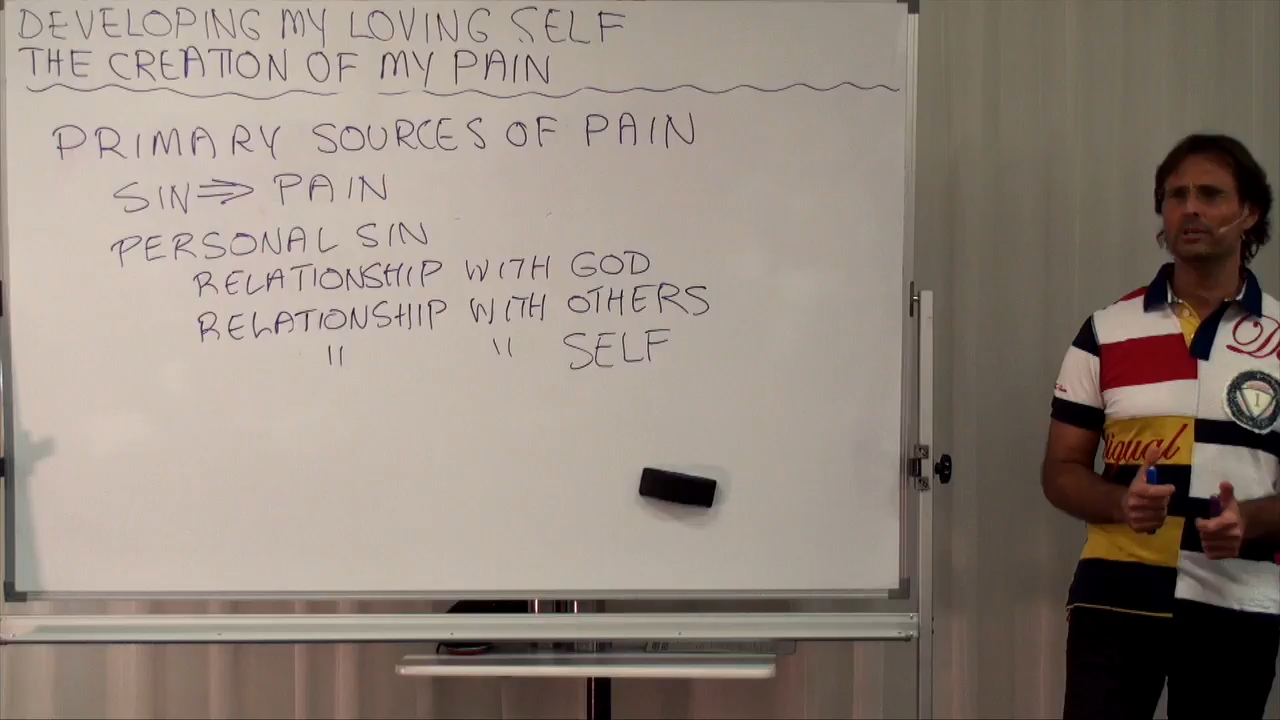 DEVELOPING MY LOVING SELF
THE CREATION OF MY PAIN
PRIMARY SOURCES OF PAIN
SIN ⇒ PAIN
PERSONAL SIN
RELATIONSHIP WITH GOD
RELATIONSHIP WITH OTHERS
" " SELF
1